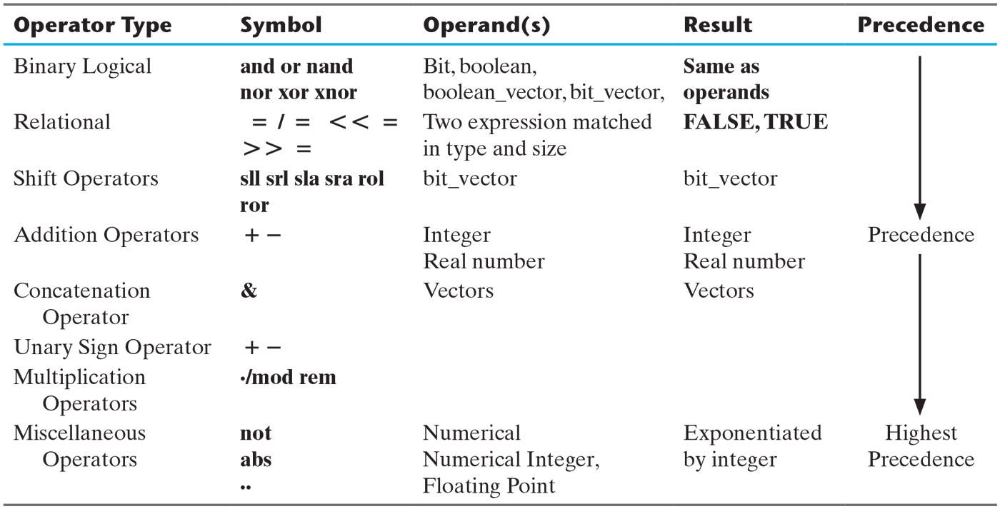 Operator Type Symbol Operand(s) Result Precedence
Binary Logical and or nand Bit, boolean, Same as
nor xor xnor boolean_vector, bit_vector, operands
Relational = / = < < = Two expression matched FALSE, TRUE
> > = in type and size
Shift Operators sll srl sla sra rol bit_vector bit_vector
ror
Addition Operators + − Integer Integer Precedence
Real number Real number
Concatenation & Vectors Vectors
Operator
Unary Sign Operator + −
Multiplication ·/mod rem
Operators
Miscellaneous not Numerical Exponentiated Highest
Operators abs Numerical Integer, by integer Precedence
·· Floating Point